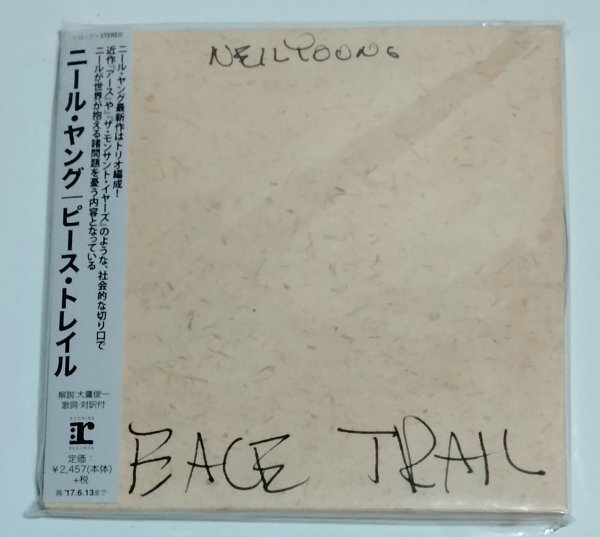 ニール・ヤング最新作はトリオ編成!
近作『アース』や『ザ・モンサント・イヤーズ』のような、社会的な切り口で
ニールが世界が抱える諸問題を憂う内容となっている
ニール・ヤング|ピース・トレイル
解説:大鷹俊一
歌詞・対訳付
r
REPRISE
RECORDS
定価:
¥2,457(本体)
+税
'17.6.13まで
STEREO
NEIL YOUNG
PEACE TRAIL